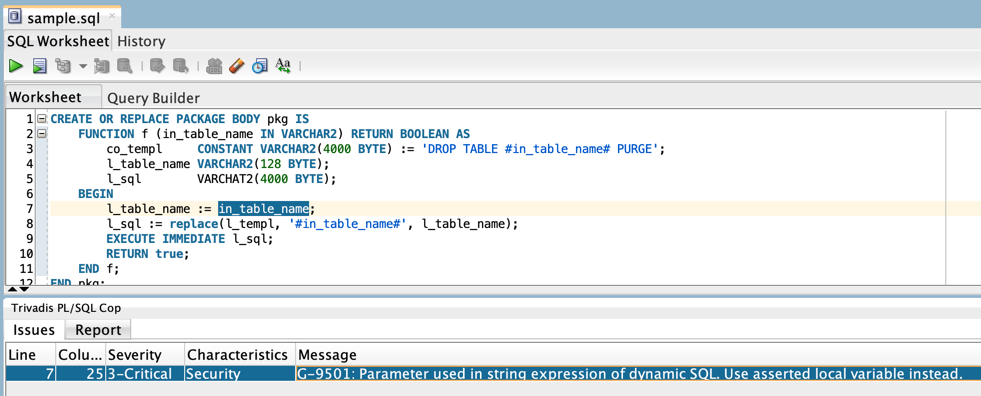 sample.sql
SQL Worksheet History
Aa
Worksheet Query Builder
1 CREATE OR REPLACE PACKAGE BODY pkg IS
2 FUNCTION f (in_table_name IN VARCHAR2) RETURN BOOLEAN AS
3 co_templ CONSTANT VARCHAR2(4000 BYTE) := 'DROP TABLE #in_table_name# PURGE';
4 l_table_name VARCHAR2(128 BYTE);
5 l_sql VARCHAT2(4000 BYTE);
6 BEGIN
7 l_table_name := in_table_name;
8 l_sql := replace(l_templ, '#in_table_name#', l_table_name);
9 EXECUTE IMMEDIATE l_sql;
10 RETURN true;
11 END f;
12 END pkg;
Trivadis PL/SQL Cop
Issues Report
Line Colu... Severity Characteristics Message
7 25 3-Critical Security G-9501: Parameter used in string expression of dynamic SQL. Use asserted local variable instead.